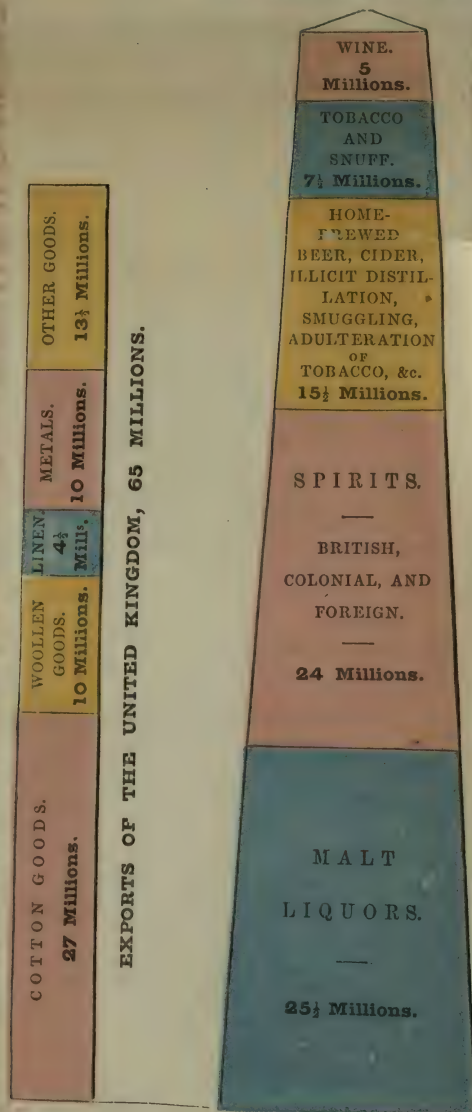 OTHER GOODS.
13½ Millions.
METALS.
10 Millions.
LINEN.
4½
Mills.
WOOLLEN
GOODS.
10 Millions.
COTTON GOODS.
27 Millions.
EXPORTS OF THE UNITED KINGDOM, 65 MILLIONS.
WINE.
5
Millions.
TOBACCO
AND
SNUFF.
7½ Millions.
HOME-
BREWED
BEER, CIDER,
ILLICIT DISTIL-
LATION,
SMUGGLING,
ADULTERATION
OF
TOBACCO, &c.
15½ Millions.
SPIRITS.
BRITISH,
COLONIAL, AND
FOREIGN.
24 Millions.
MALT
LIQUORS.
25½ Millions.